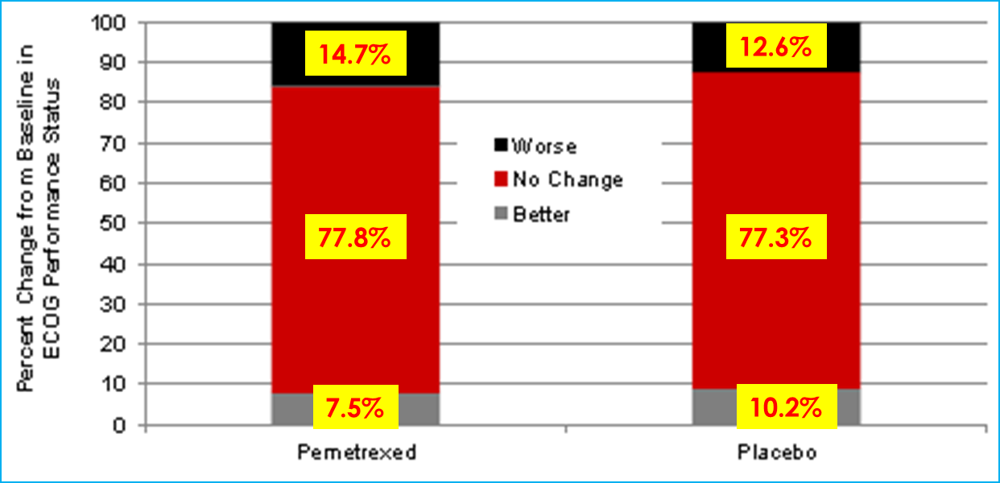 Percent Change from Baseline in
ECOG Performance Status
100
90
80
70
60
50
40
30
20
10
0
14.7%
77.8%
7.5%
12.6%
77.3%
10.2%
Worse
No Change
Better
Pemetrexed
Placebo